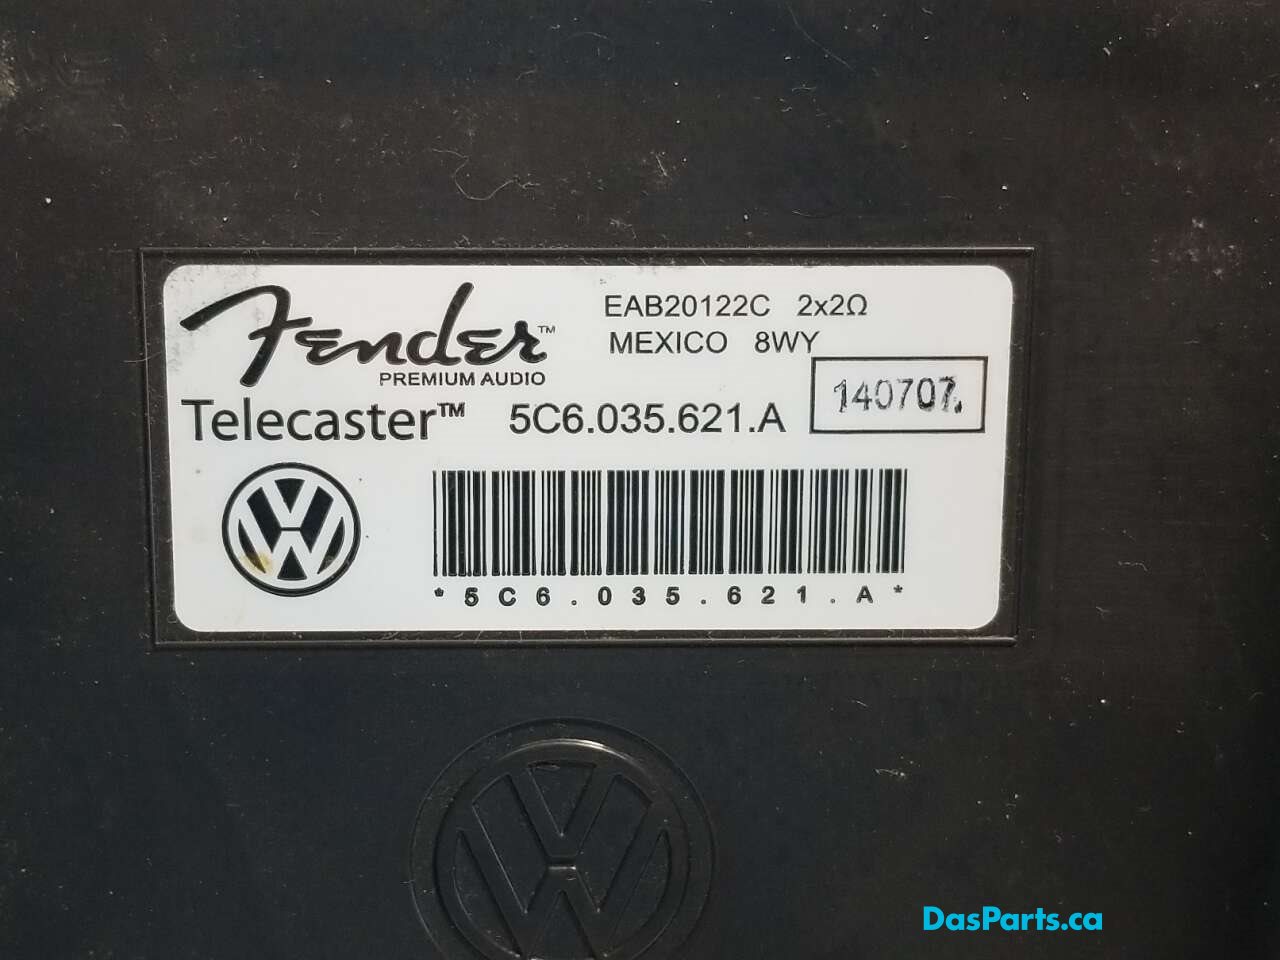 Fender™
PREMIUM AUDIO
EAB20122C 2x2Ω
MEXICO 8WY
Telecaster™ 5C6.035.621.A
140707.
*5C6.035.621.A*
DasParts.ca